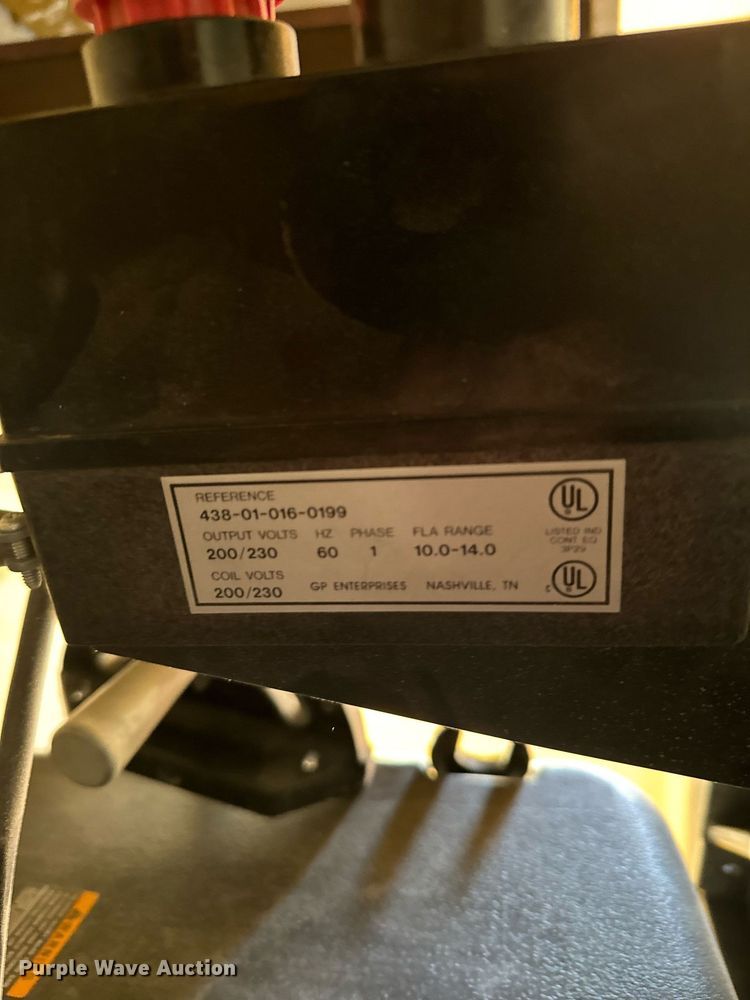 REFERENCE
438-01-016-0199
OUTPUT VOLTS HZ PHASE FLA RANGE
200/230 60 1 10.0-14.0
COIL VOLTS
200/230 GP ENTERPRISES NASHVILLE, TN
UL
LISTED IND
CONT EQ
3P29
C UL
Purple Wave Auction